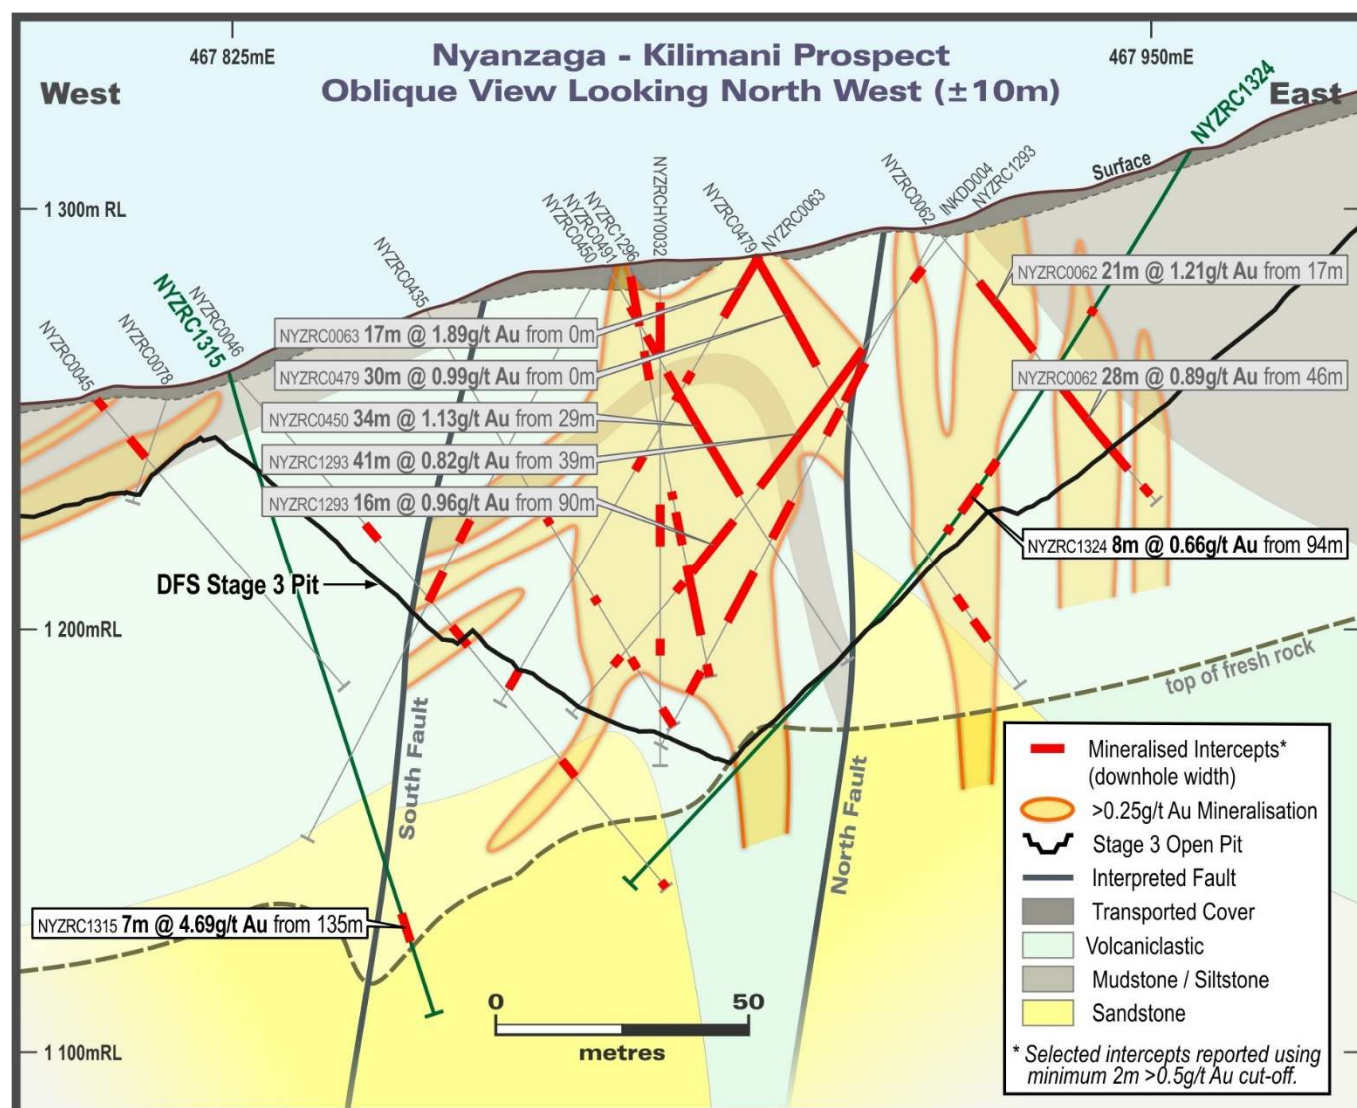 467 825mE
467 950mE
Nyanzaga - Kilimani Prospect
Oblique View Looking North West (±10m)
West
East
NYZRC1324
Surface
1 300m RL
NYZRC0045
NYZRC0078
NYZRC1315
NYZRC0046
NYZRC0435
NYZRC0450
NYZRC0491
NYZRC1296
NYZRCHY0032
NYZRC0479
NYZRC0063
NYZRC0062
INKDD004
NYZRC1293
NYZRC0062 21m @ 1.21g/t Au from 17m
NYZRC0063 17m @ 1.89g/t Au from 0m
NYZRC0479 30m @ 0.99g/t Au from 0m
NYZRC0062 28m @ 0.89g/t Au from 46m
NYZRC0450 34m @ 1.13g/t Au from 29m
NYZRC1293 41m @ 0.82g/t Au from 39m
NYZRC1293 16m @ 0.96g/t Au from 90m
NYZRC1324 8m @ 0.66g/t Au from 94m
DFS Stage 3 Pit
1 200mRL
top of fresh rock
South Fault
North Fault
NYZRC1315 7m @ 4.69g/t Au from 135m
0
50
metres
1 100mRL
Mineralised Intercepts*
(downhole width)
>0.25g/t Au Mineralisation
Stage 3 Open Pit
Interpreted Fault
Transported Cover
Volcaniclastic
Mudstone / Siltstone
Sandstone
* Selected intercepts reported using
minimum 2m >0.5g/t Au cut-off.